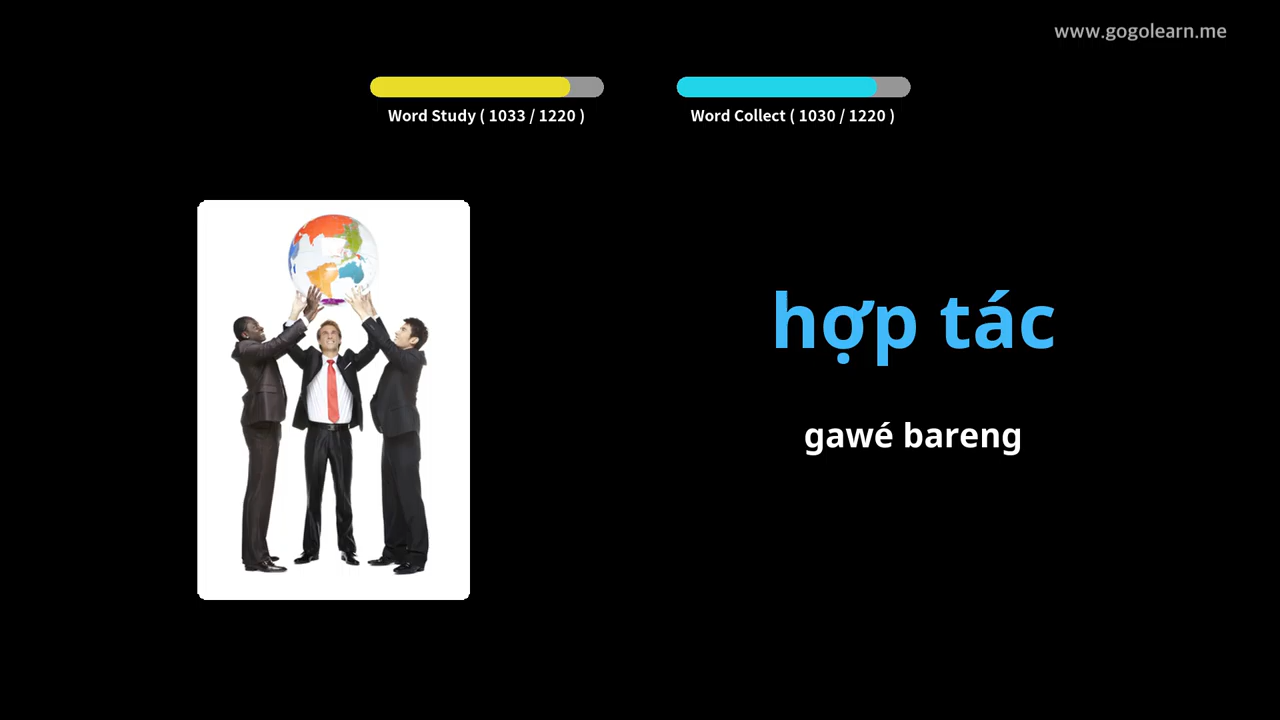 www.gogolearn.me
Word Study ( 1033 / 1220 )
Word Collect ( 1030 / 1220 )
hợp tác
gawé bareng